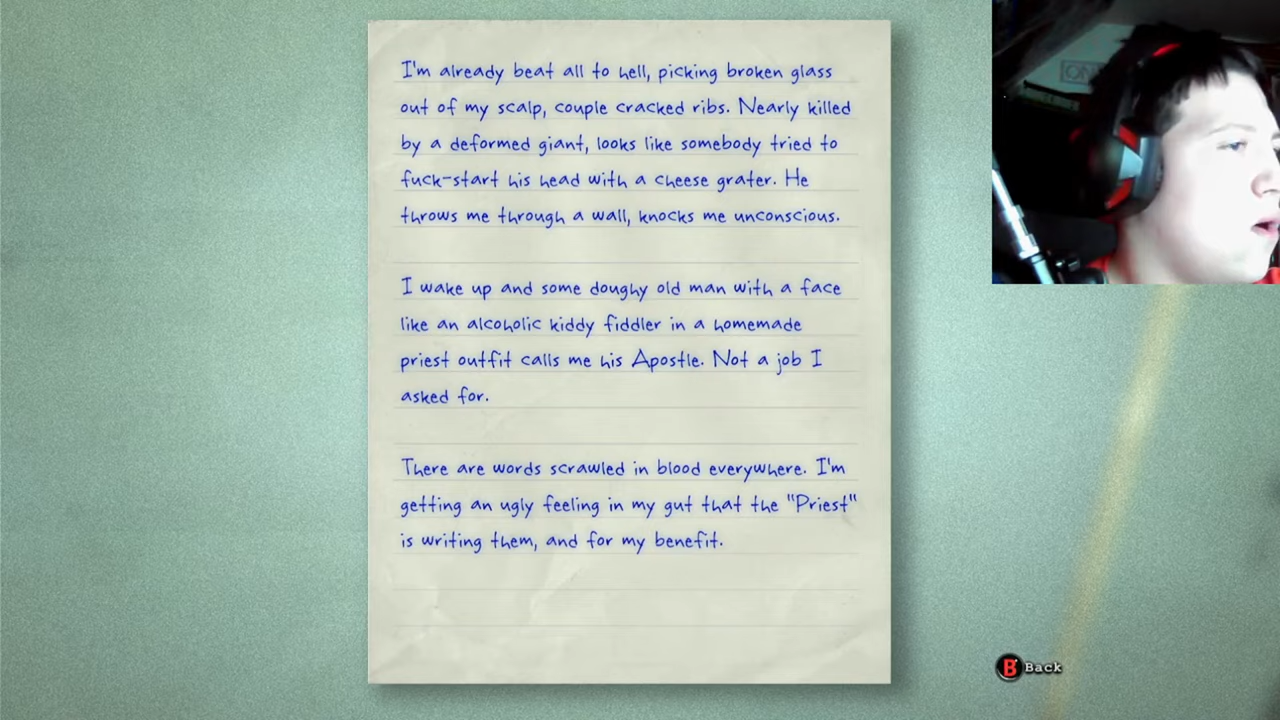 I'm already beat all to hell, picking broken glass
out of my scalp, couple cracked ribs. Nearly killed
by a deformed giant, looks like somebody tried to
fuck-start his head with a cheese grater. He
throws me through a wall, knocks me unconscious.
I wake up and some doughy old man with a face
like an alcoholic kiddy fiddler in a homemade
priest outfit calls me his Apostle. Not a job I
asked for.
There are words scrawled in blood everywhere. I'm
getting an ugly feeling in my gut that the "Priest"
is writing them, and for my benefit.
B Back